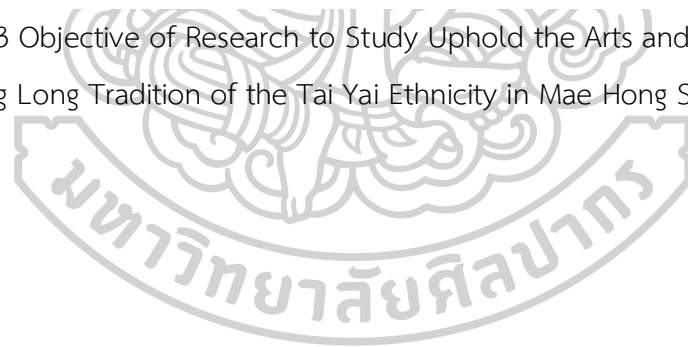 3 Objective of Research to Study Uphold the Arts and
g Long Tradition of the Tai Yai Ethnicity in Mae Hong S
มหาวิทยาลัยศิลปากร